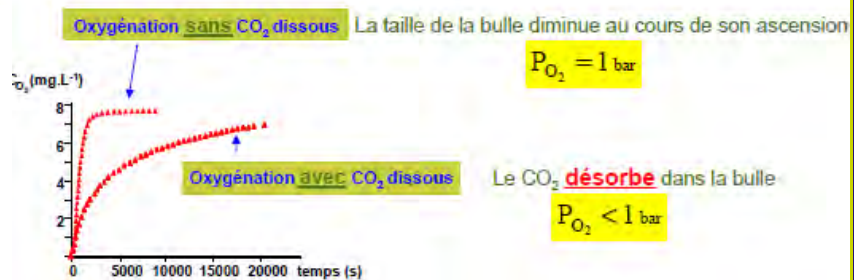 Oxygénation sans CO₂ dissous
La taille de la bulle diminue au cours de son ascension
P_O₂ = 1 bar
(mg.L⁻¹)
8
6
4
2
0 5000 10000 15000 20000 temps (s)
Oxygénation avec CO₂ dissous
Le CO₂ désorbe dans la bulle
P_O₂ < 1 bar